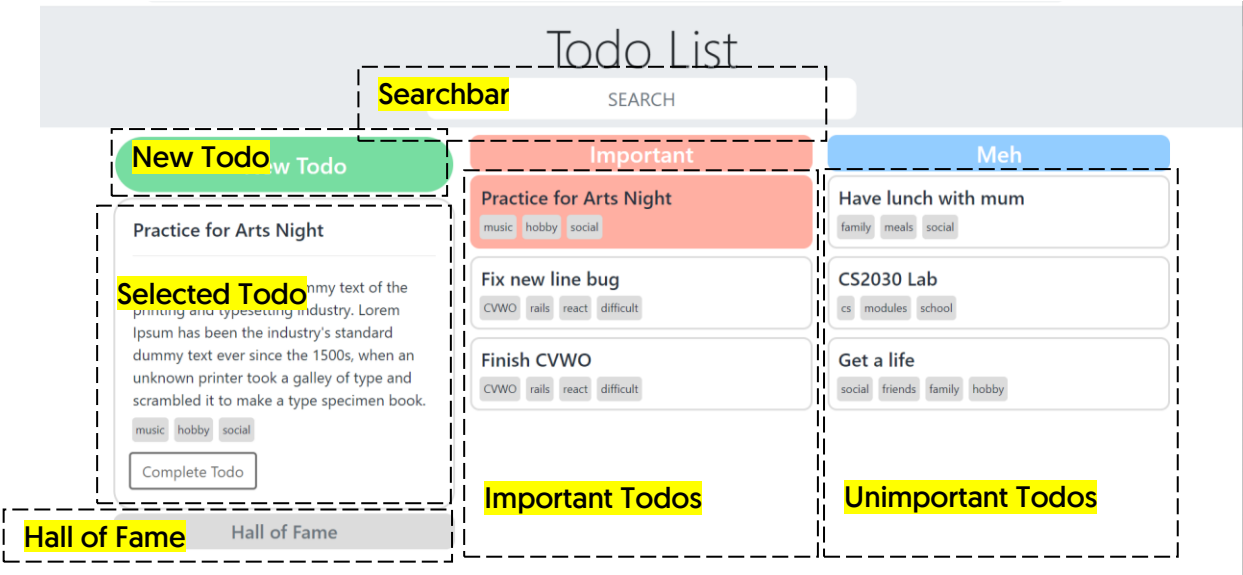 Todo List
Searchbar
SEARCH
New Todo
w Todo
Important
Meh
Practice for Arts Night
Selected Todo
mmy text of the
printing and typesetting industry. Lorem
Ipsum has been the industry's standard
dummy text ever since the 1500s, when an
unknown printer took a galley of type and
scrambled it to make a type specimen book.
music hobby social
Complete Todo
Hall of Fame
Hall of Fame
Practice for Arts Night
music hobby social
Fix new line bug
CVWO rails react difficult
Finish CVWO
CVWO rails react difficult
Important Todos
Have lunch with mum
family meals social
CS2030 Lab
cs modules school
Get a life
social friends family hobby
Unimportant Todos